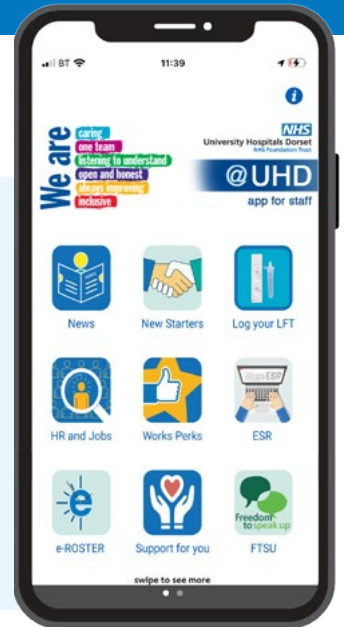 BT
11:39
i
We are
caring
one team
listening to understand
open and honest
always improving
inclusive
NHS
University Hospitals Dorset
NHS Foundation Trust
@UHD
app for staff
News
New Starters
Log your LFT
HR and Jobs
Works Perks
ESR
ESR
e
e-ROSTER
Support for you
Freedom
to speak up
FTSU
swipe to see more